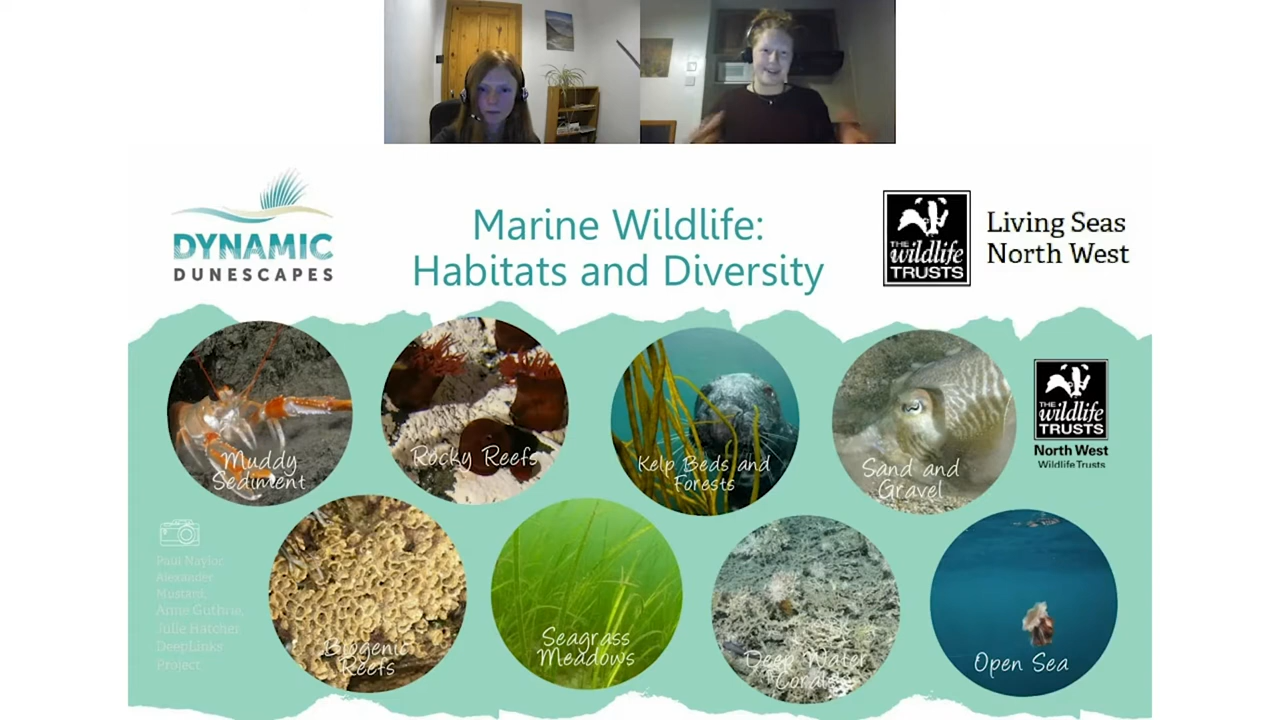 DYNAMIC
DUNESCAPES
Marine Wildlife:
Habitats and Diversity
THE
wildlife
TRUSTS
Living Seas
North West
Muddy
Sediment
Rocky Reefs
Kelp Beds and
Forests
Sand and
Gravel
THE
wildlife
TRUSTS
North West
Wildlife Trusts
Paul Naylor,
Alexander
Mustard,
Anne Guthrie,
Julie Hatcher
DeepLinks
Project
Biogenic
Reefs
Seagrass
Meadows
Deep Water
Corals
Open Sea